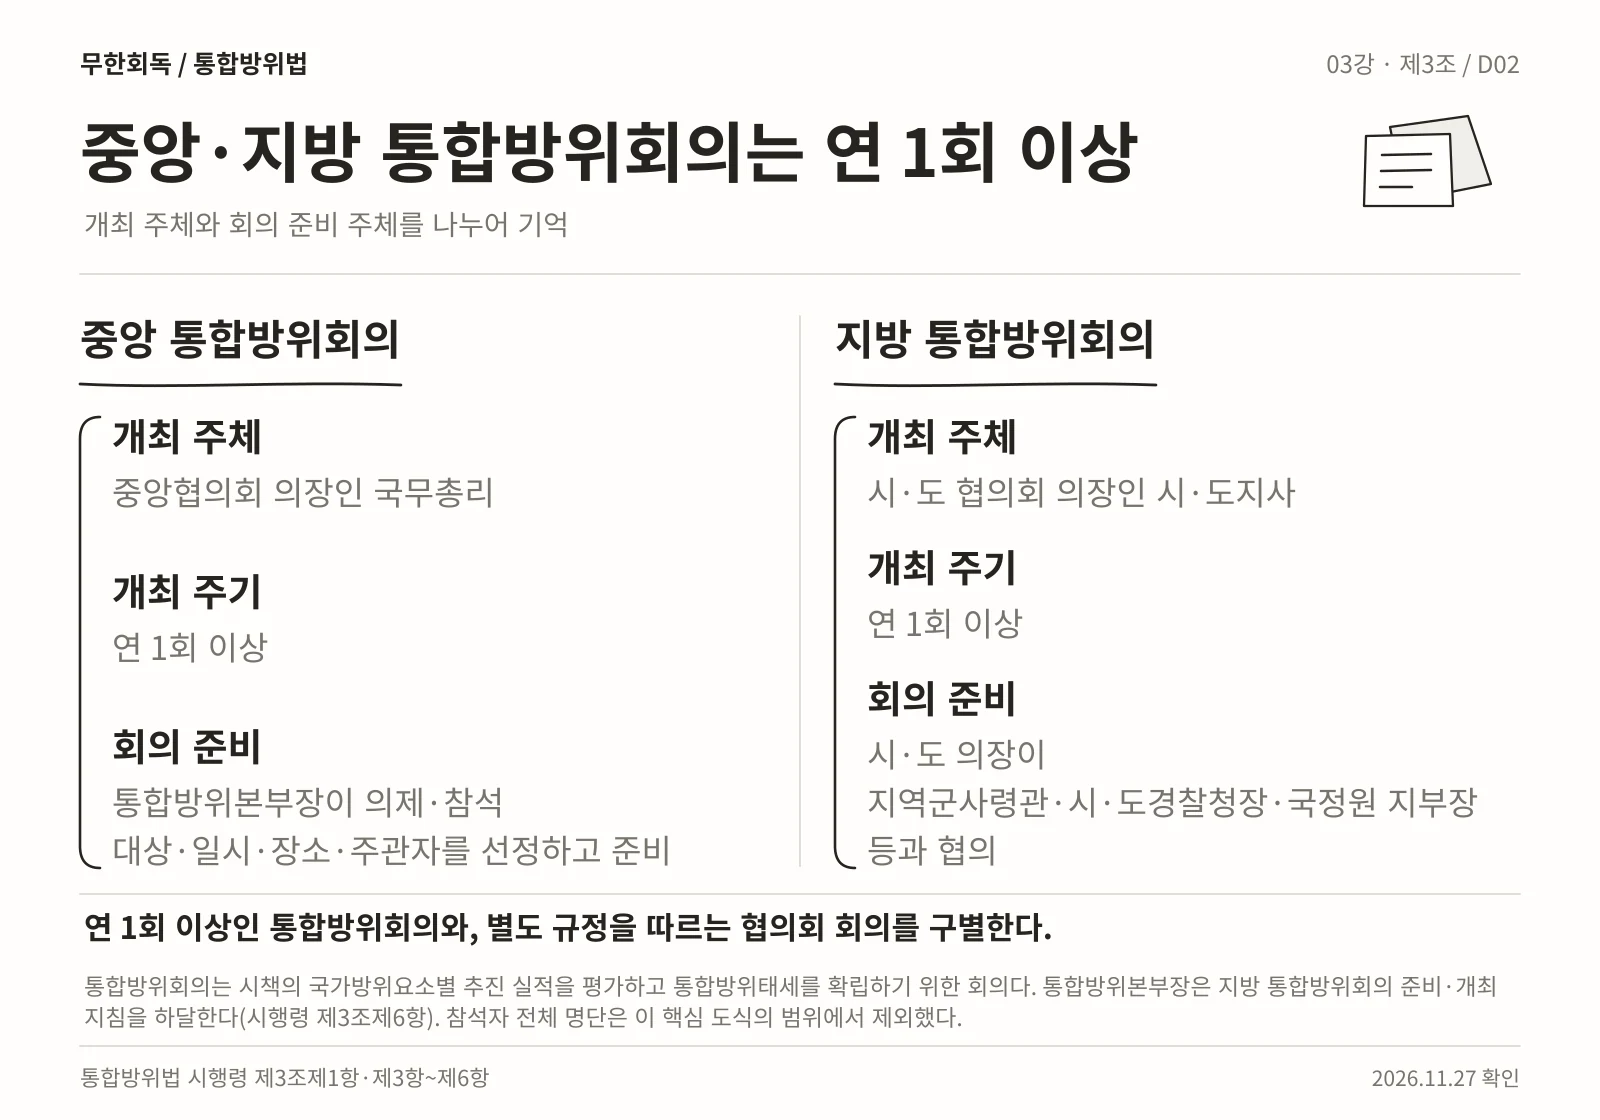 무한회독 / 통합방위법
03강 · 제3조 / D02
중앙·지방 통합방위회의는 연 1회 이상
개최 주체와 회의 준비 주체를 나누어 기억
중앙 통합방위회의
개최 주체
중앙협의회 의장인 국무총리
개최 주기
연 1회 이상
회의 준비
통합방위본부장이 의제·참석
대상·일시·장소·주관자를 선정하고 준비
지방 통합방위회의
개최 주체
시·도 협의회 의장인 시·도지사
개최 주기
연 1회 이상
회의 준비
시·도 의장이
지역군사령관·시·도경찰청장·국정원 지부장
등과 협의
연 1회 이상인 통합방위회의와, 별도 규정을 따르는 협의회 회의를 구별한다.
통합방위회의는 시책의 국가방위요소별 추진 실적을 평가하고 통합방위태세를 확립하기 위한 회의다. 통합방위본부장은 지방 통합방위회의 준비·개최
지침을 하달한다(시행령 제3조제6항). 참석자 전체 명단은 이 핵심 도식의 범위에서 제외했다.
통합방위법 시행령 제3조제1항·제3항~제6항
2026.11.27 확인